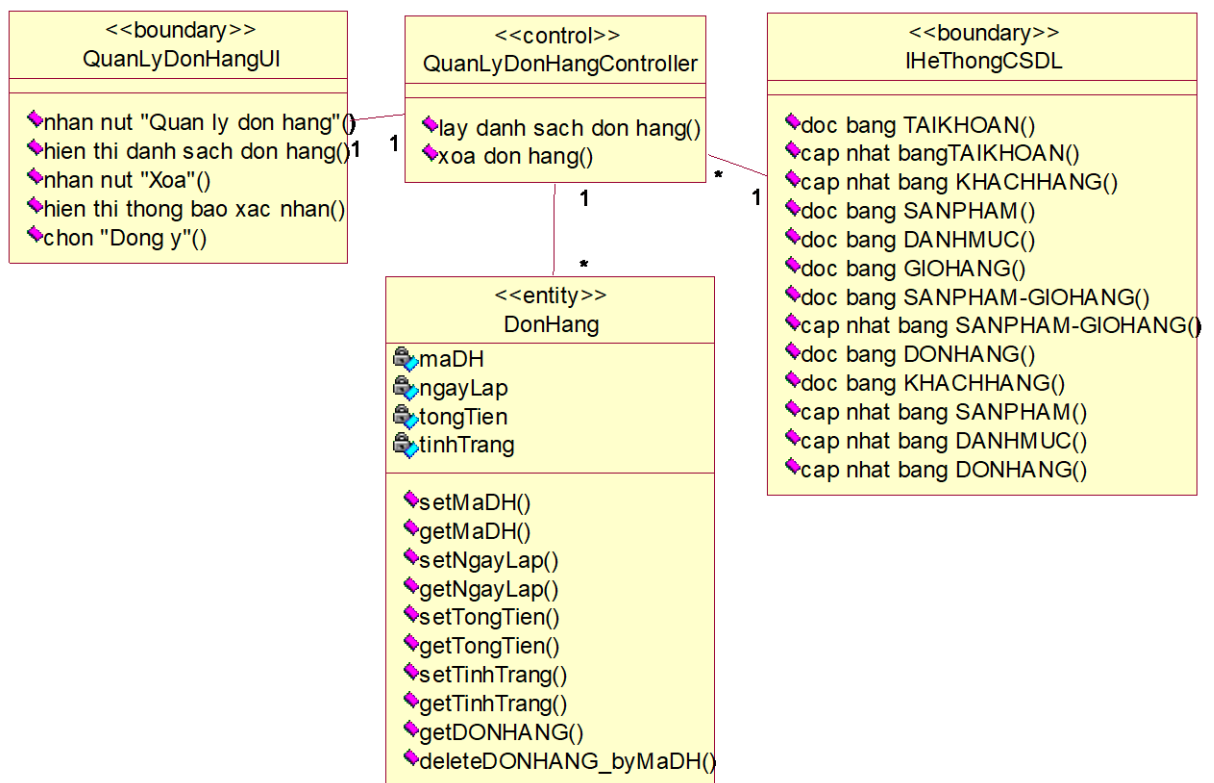 <<boundary>>
QuanLyDonHangUI
nhan nut "Quan ly don hang"()
hien thi danh sach don hang()
nhan nut "Xoa"()
hien thi thong bao xac nhan()
chon "Dong y"()
1
1
<<control>>
QuanLyDonHangController
lay danh sach don hang()
xoa don hang()
*
1
1
*
<<boundary>>
IHeThongCSDL
doc bang TAIKHOAN()
cap nhat bangTAIKHOAN()
cap nhat bang KHACHHANG()
doc bang SANPHAM()
doc bang DANHMUC()
doc bang GIOHANG()
doc bang SANPHAM-GIOHANG()
cap nhat bang SANPHAM-GIOHANG()
doc bang DONHANG()
doc bang KHACHHANG()
cap nhat bang SANPHAM()
cap nhat bang DANHMUC()
cap nhat bang DONHANG()
<<entity>>
DonHang
maDH
ngayLap
tongTien
tinhTrang
setMaDH()
getMaDH()
setNgayLap()
getNgayLap()
setTongTien()
getTongTien()
setTinhTrang()
getTinhTrang()
getDONHANG()
deleteDONHANG_byMaDH()